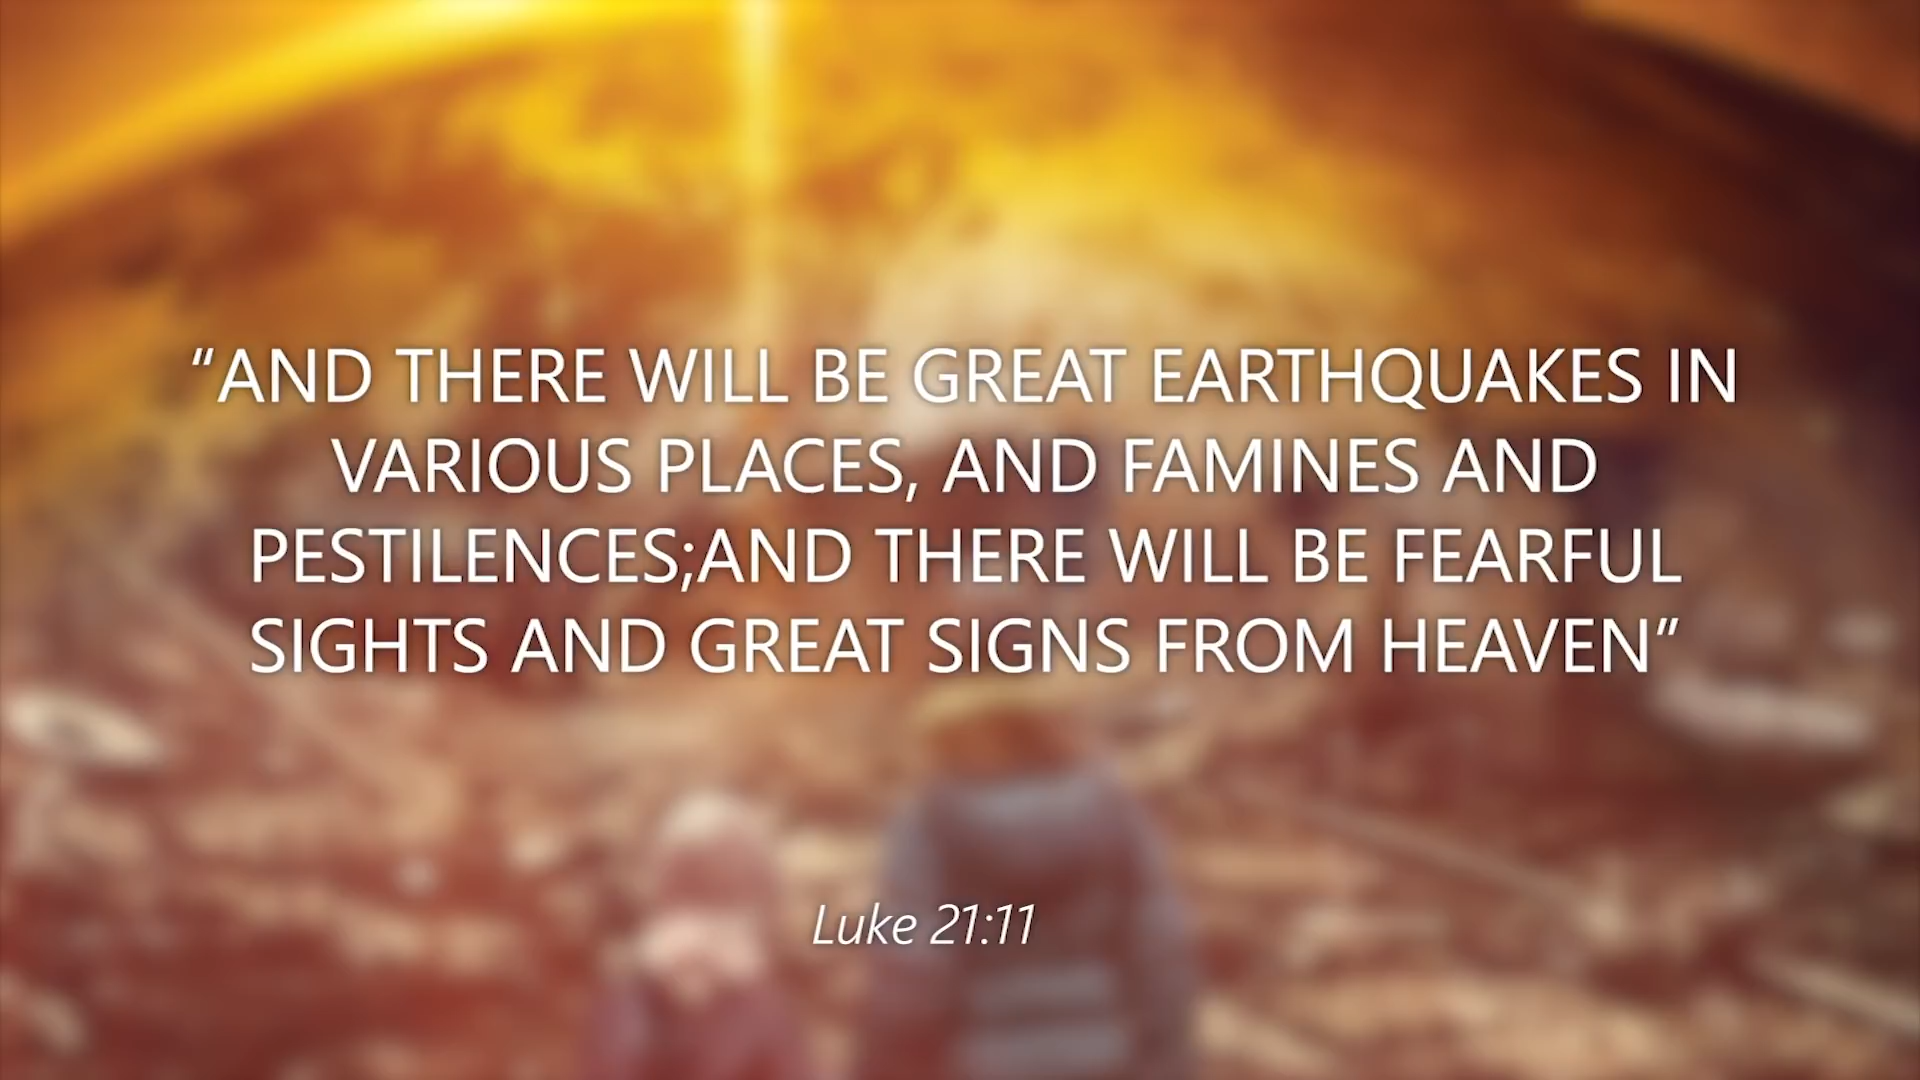 “AND THERE WILL BE GREAT EARTHQUAKES IN
VARIOUS PLACES, AND FAMINES AND
PESTILENCES;AND THERE WILL BE FEARFUL
SIGHTS AND GREAT SIGNS FROM HEAVEN”
Luke 21:11